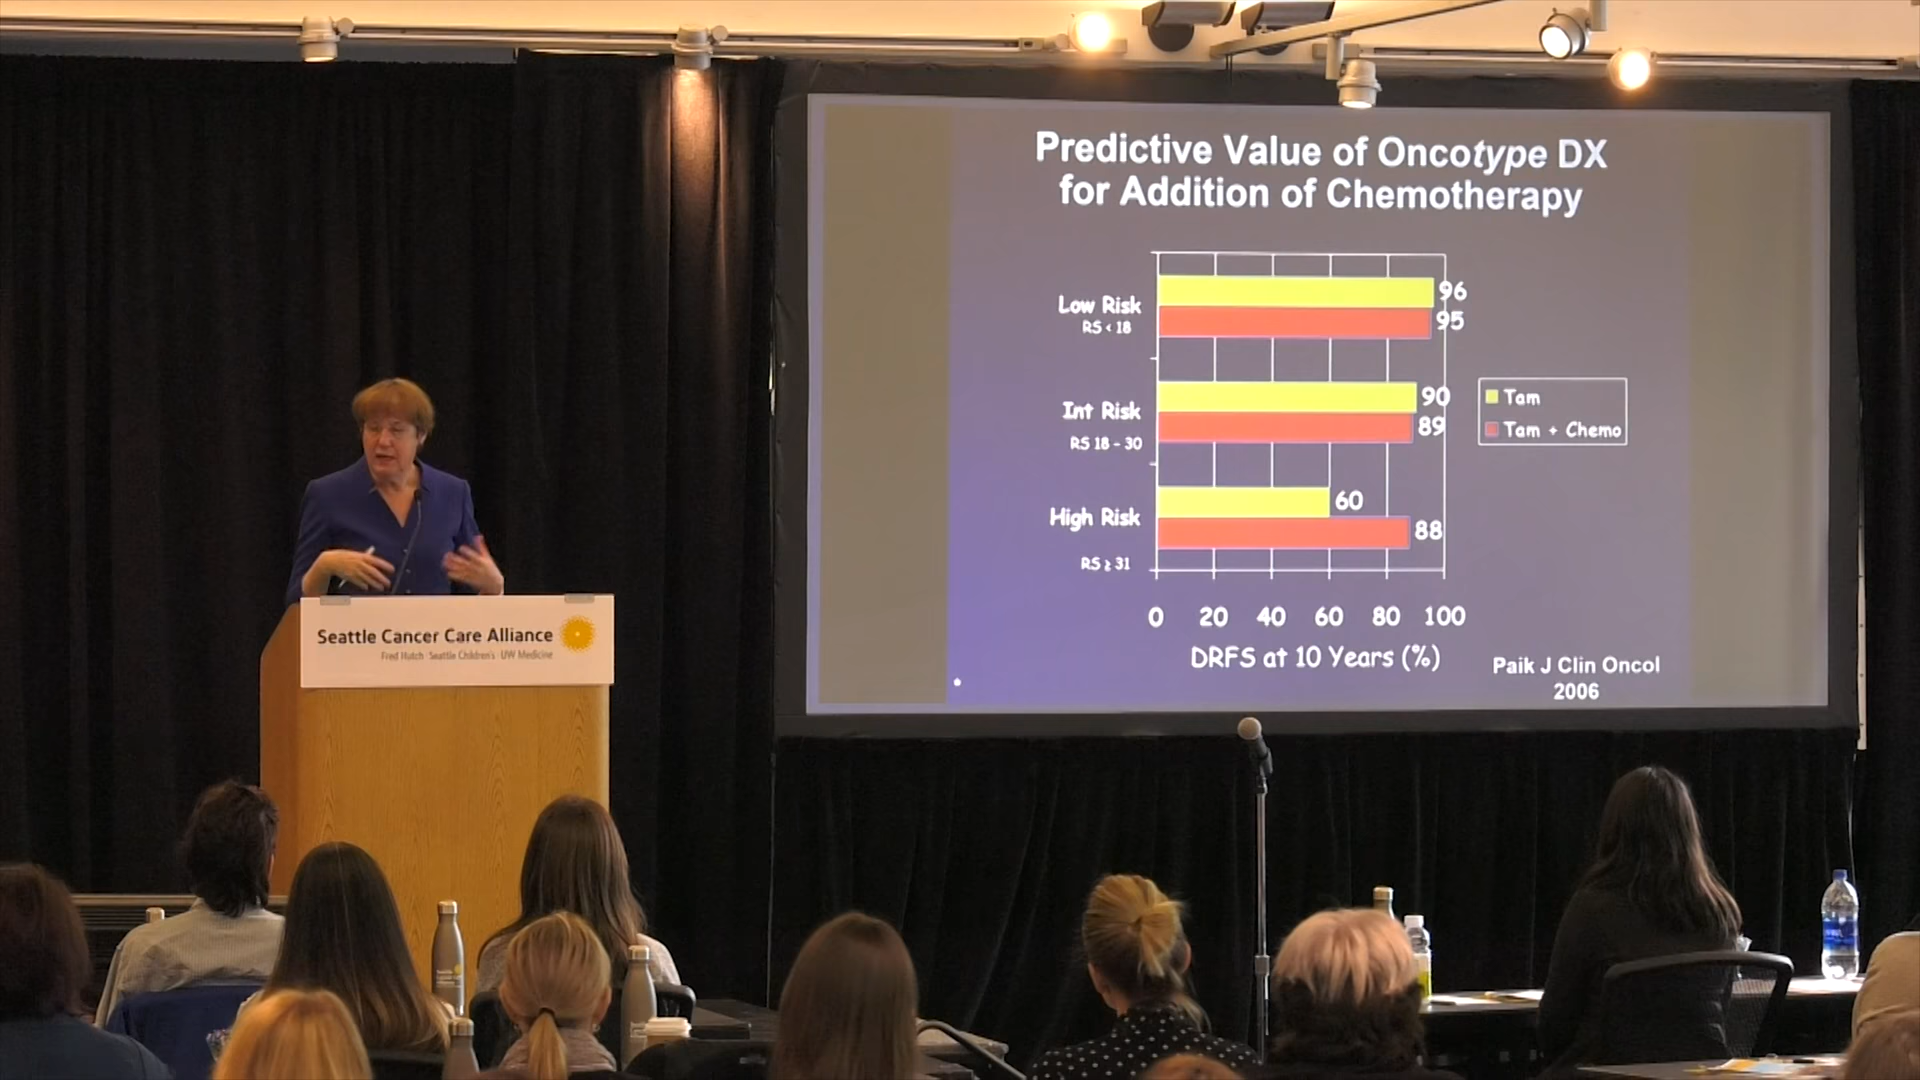 Predictive Value of Oncotype DX
for Addition of Chemotherapy
Low Risk
RS < 18
96
95
Int Risk
RS 18 - 30
90
89
High Risk
RS ≥ 31
60
88
Tam
Tam + Chemo
0 20 40 60 80 100
DRFS at 10 Years (%)
Paik J Clin Oncol
2006
Seattle Cancer Care Alliance
Fred Hutch · Seattle Children's · UW Medicine